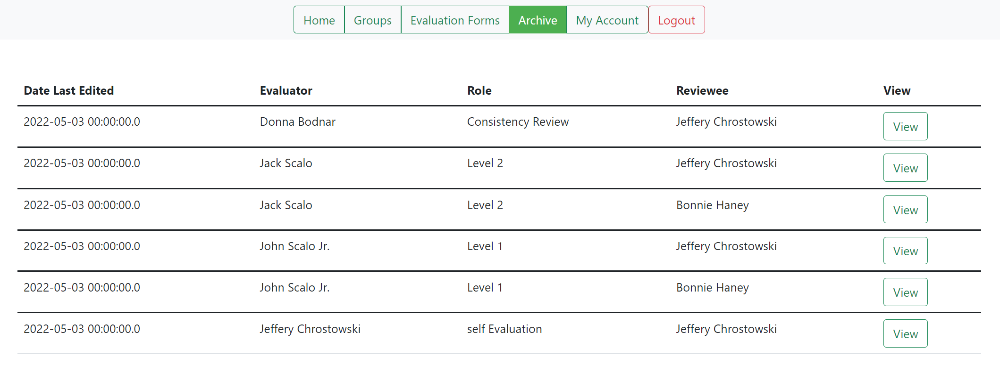 Home Groups Evaluation Forms Archive My Account Logout
Date Last Edited Evaluator Role Reviewee View
2022-05-03 00:00:00.0 Donna Bodnar Consistency Review Jeffery Chrostowski View
2022-05-03 00:00:00.0 Jack Scalo Level 2 Jeffery Chrostowski View
2022-05-03 00:00:00.0 Jack Scalo Level 2 Bonnie Haney View
2022-05-03 00:00:00.0 John Scalo Jr. Level 1 Jeffery Chrostowski View
2022-05-03 00:00:00.0 John Scalo Jr. Level 1 Bonnie Haney View
2022-05-03 00:00:00.0 Jeffery Chrostowski self Evaluation Jeffery Chrostowski View